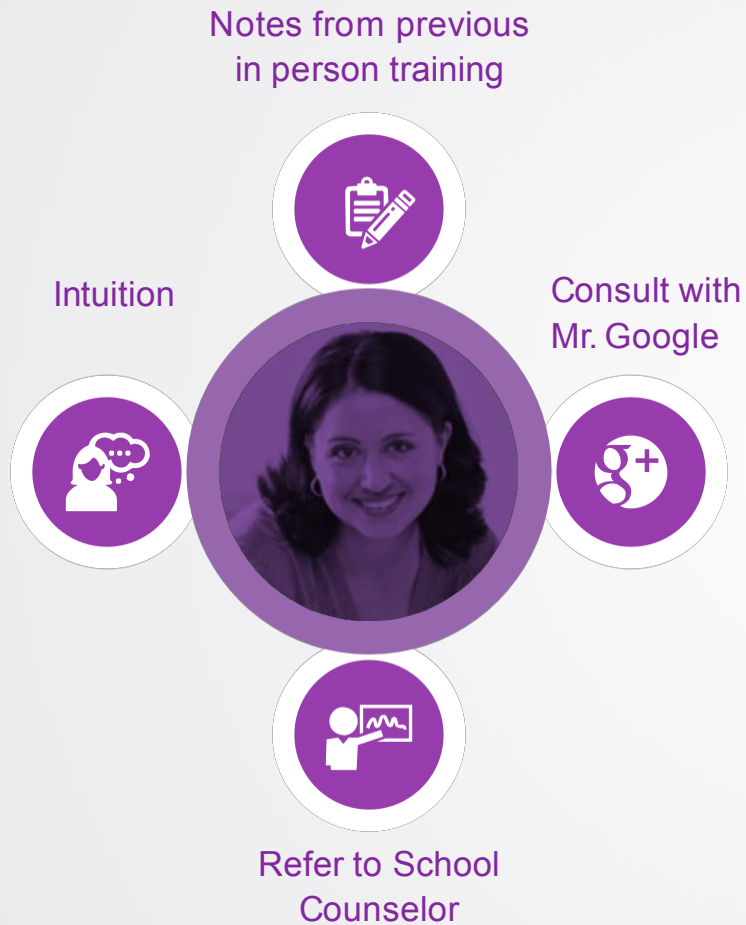 Notes from previous
in person training
Intuition
Consult with
Mr. Google
g+
Refer to School
Counselor